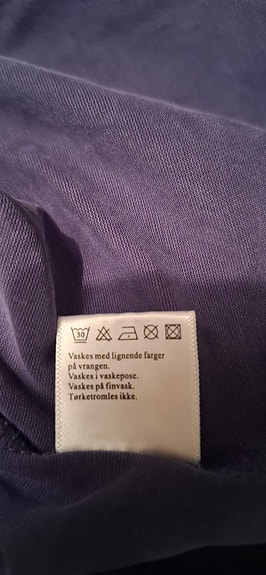 30
Vaskes med lignende farger
på vrangen.
Vaskes i vaskepose.
Vaskes på finvask.
Tørketromles ikke.